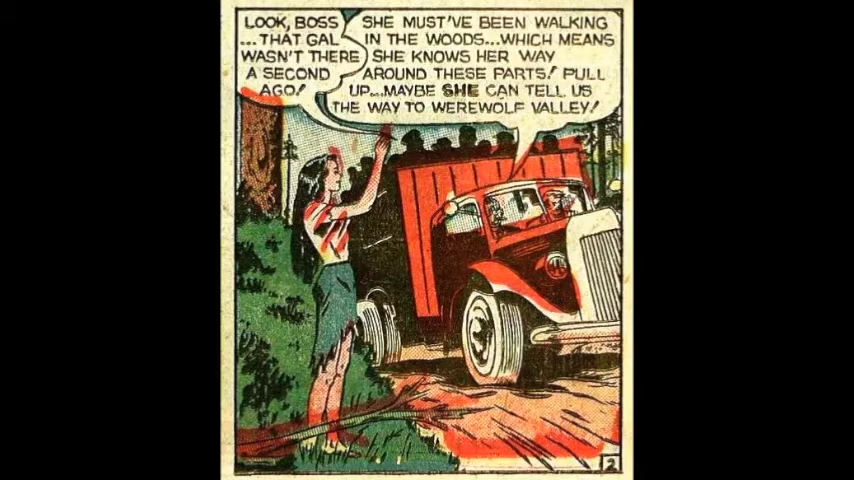 LOOK, BOSS
...THAT GAL
WASN'T THERE
A SECOND
AGO!
SHE MUST'VE BEEN WALKING
IN THE WOODS...WHICH MEANS
SHE KNOWS HER WAY
AROUND THESE PARTS! PULL
UP...MAYBE SHE CAN TELL US
THE WAY TO WEREWOLF VALLEY!
2